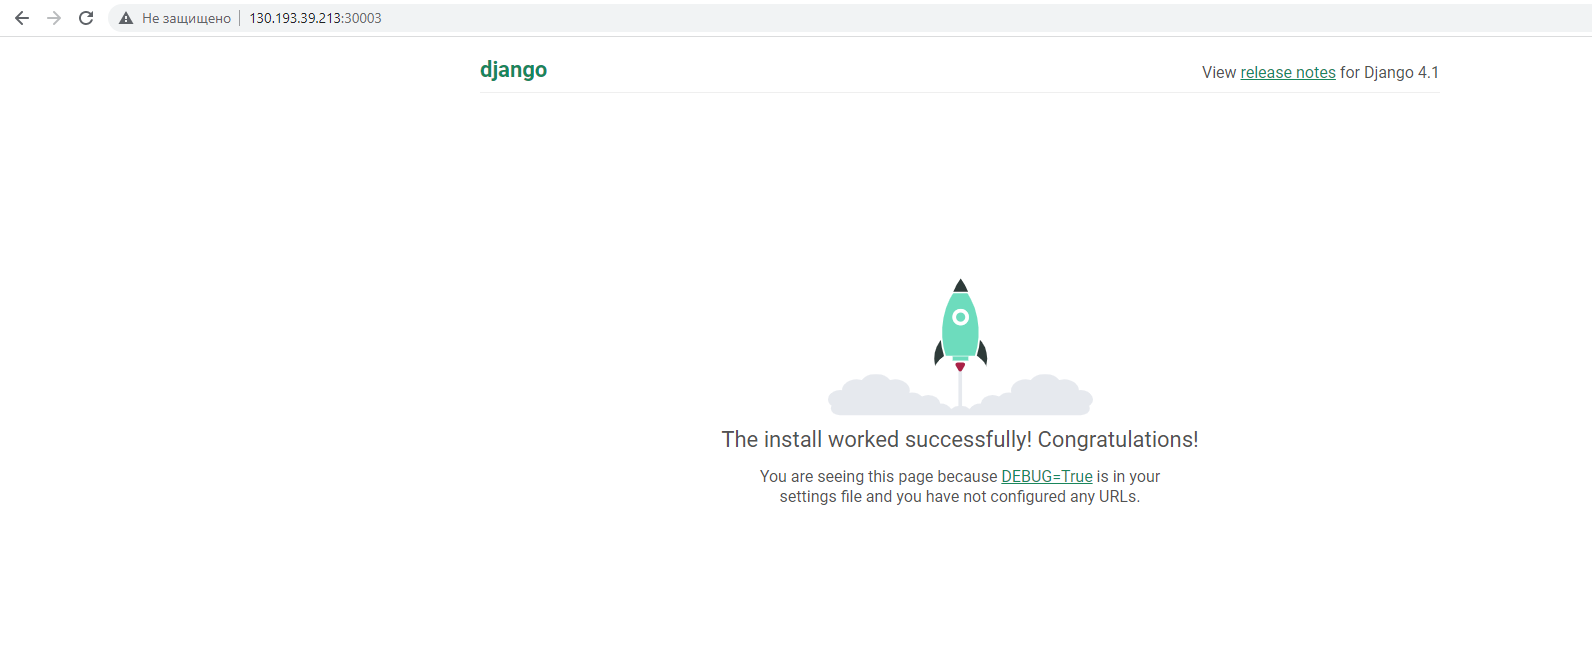 Не защищено 130.193.39.213:30003
django
View release notes for Django 4.1
The install worked successfully! Congratulations!
You are seeing this page because DEBUG=True is in your
settings file and you have not configured any URLs.